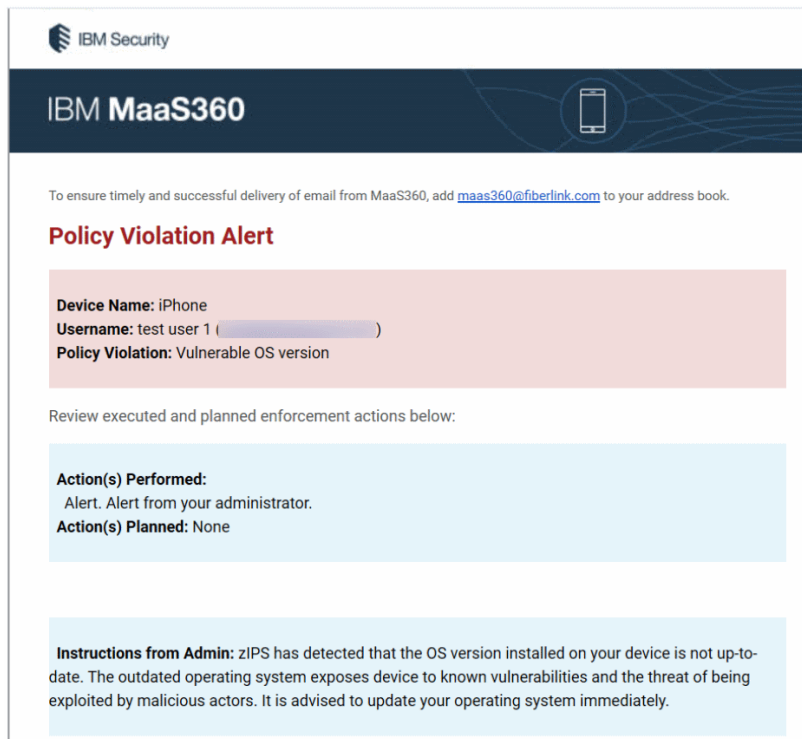 IBM Security
IBM MaaS360
To ensure timely and successful delivery of email from MaaS360, add maas360@fiberlink.com to your address book.
Policy Violation Alert
Device Name: iPhone
Username: test user 1 ( )
Policy Violation: Vulnerable OS version
Review executed and planned enforcement actions below:
Action(s) Performed:
Alert. Alert from your administrator.
Action(s) Planned: None
Instructions from Admin: zIPS has detected that the OS version installed on your device is not up-to-
date. The outdated operating system exposes device to known vulnerabilities and the threat of being
exploited by malicious actors. It is advised to update your operating system immediately.